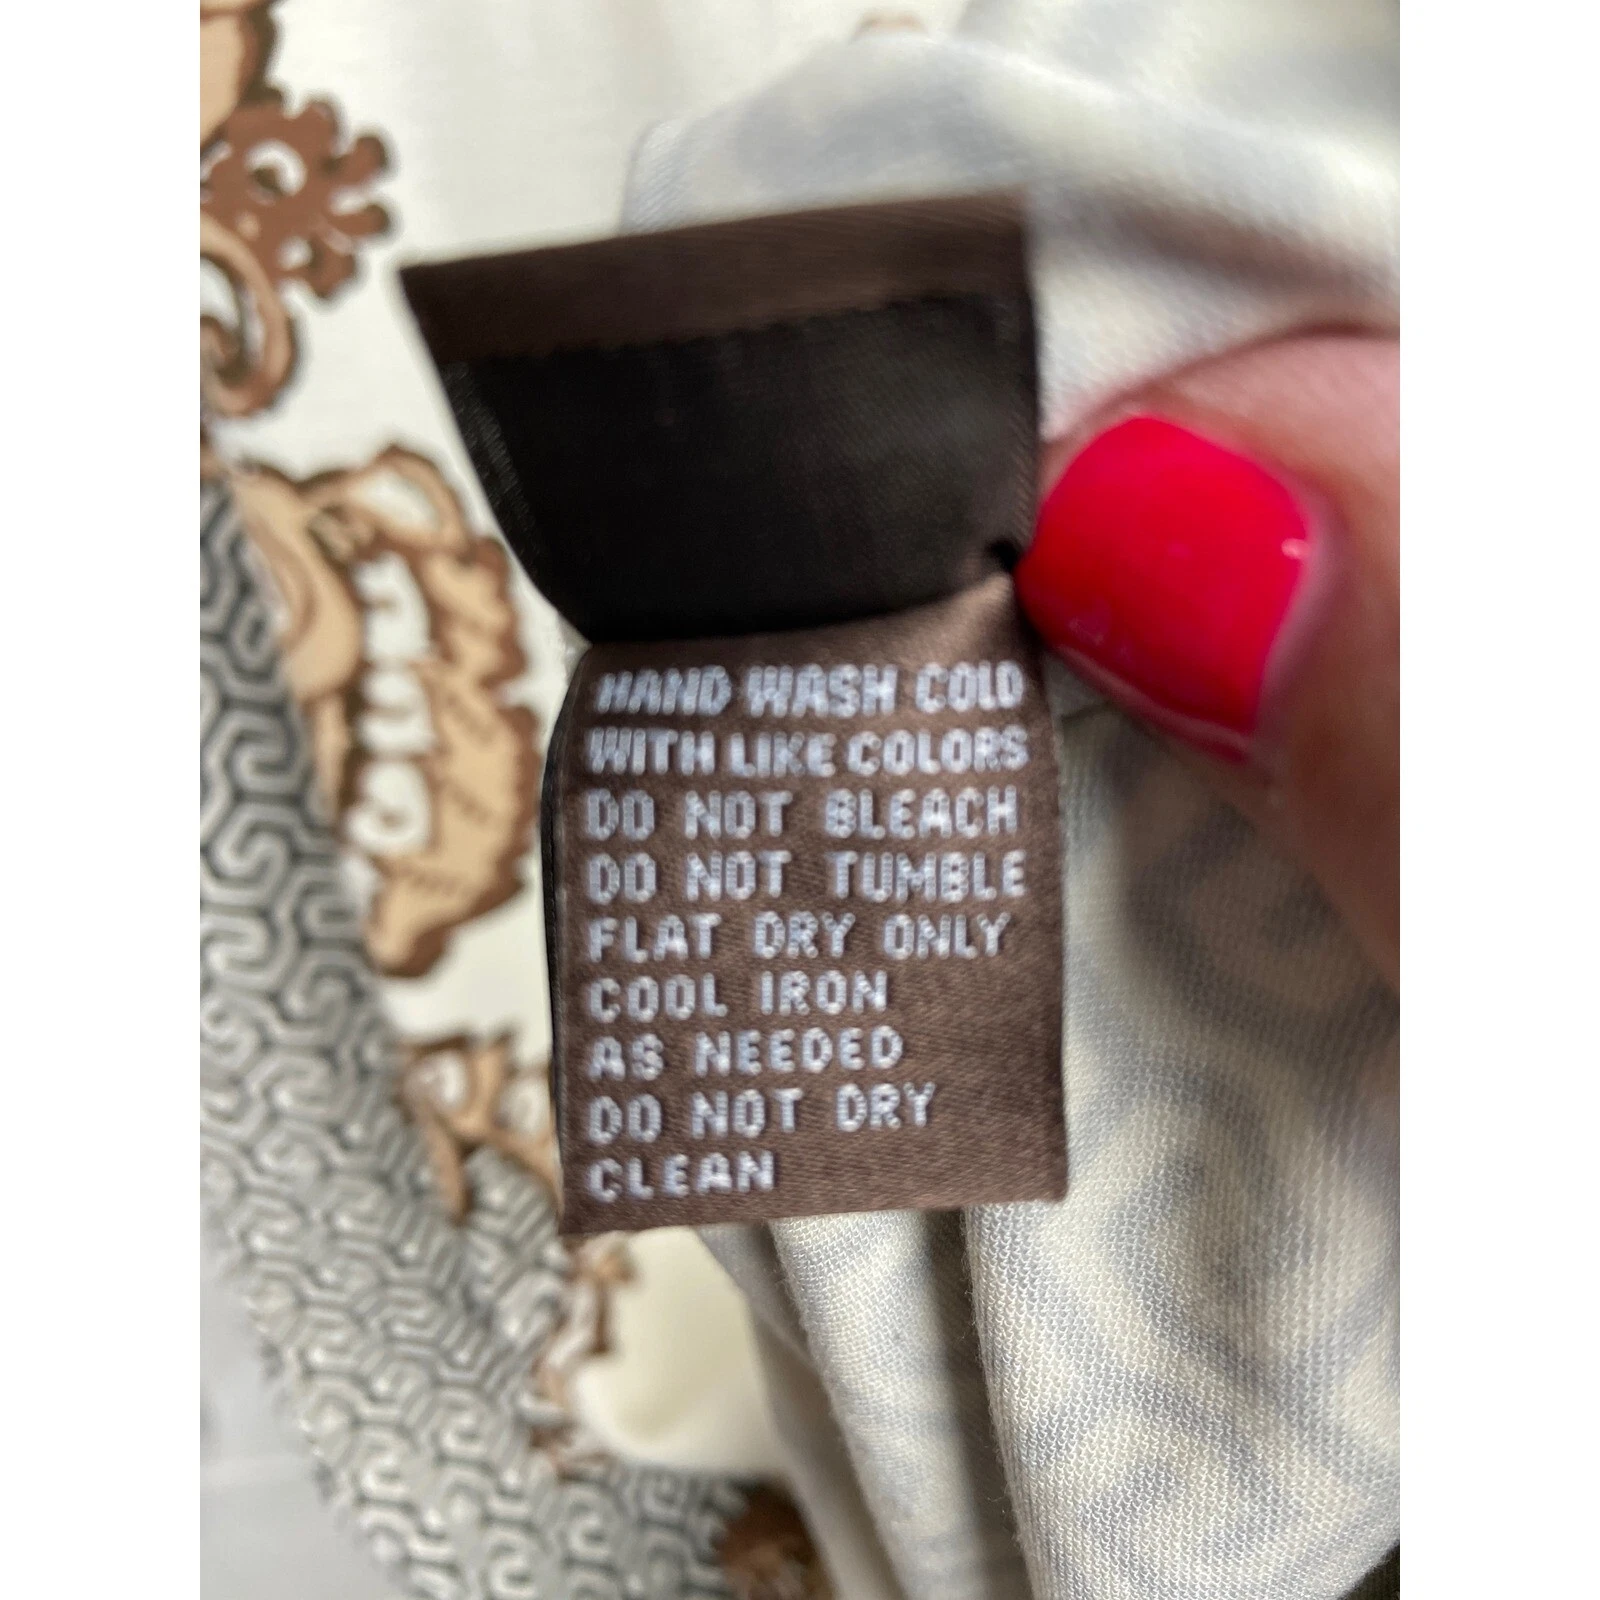 HAND WASH COLD
WITH LIKE COLORS
DO NOT BLEACH
DO NOT TUMBLE
FLAT DRY ONLY
COOL IRON
AS NEEDED
DO NOT DRY
CLEAN